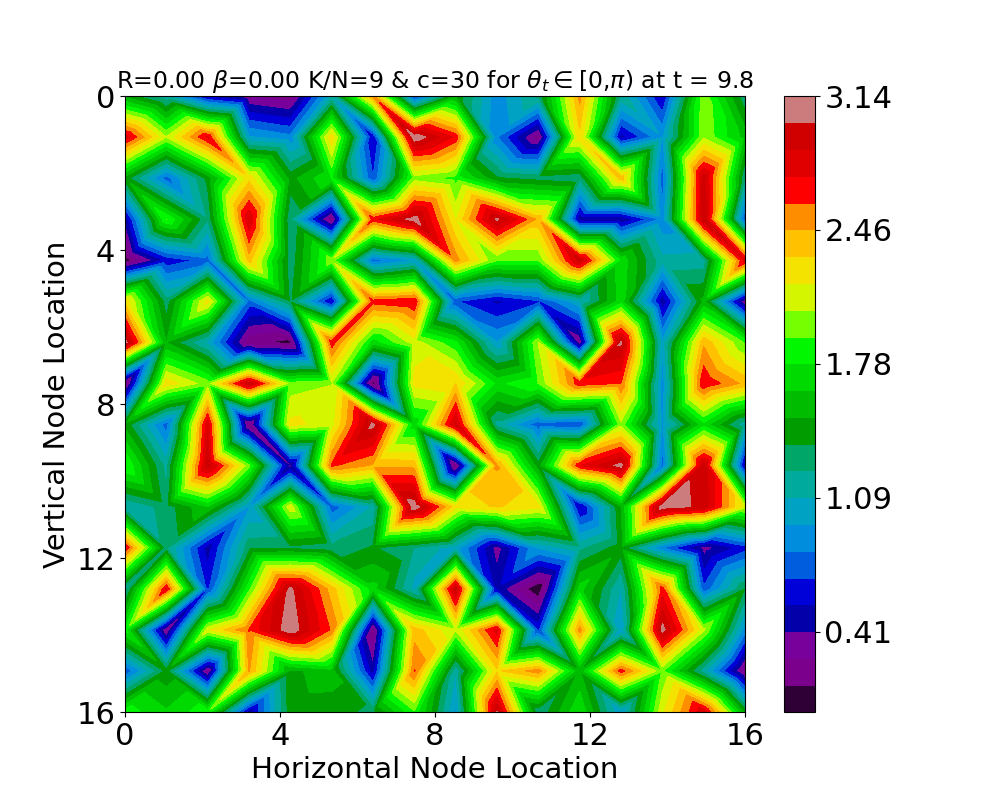 R=0.00 β=0.00 K/N=9 & c=30 for θ_t ∈ [0,π) at t = 9.8
0
4
8
12
16
Vertical Node Location
0 4 8 12 16
Horizontal Node Location
3.14
2.46
1.78
1.09
0.41